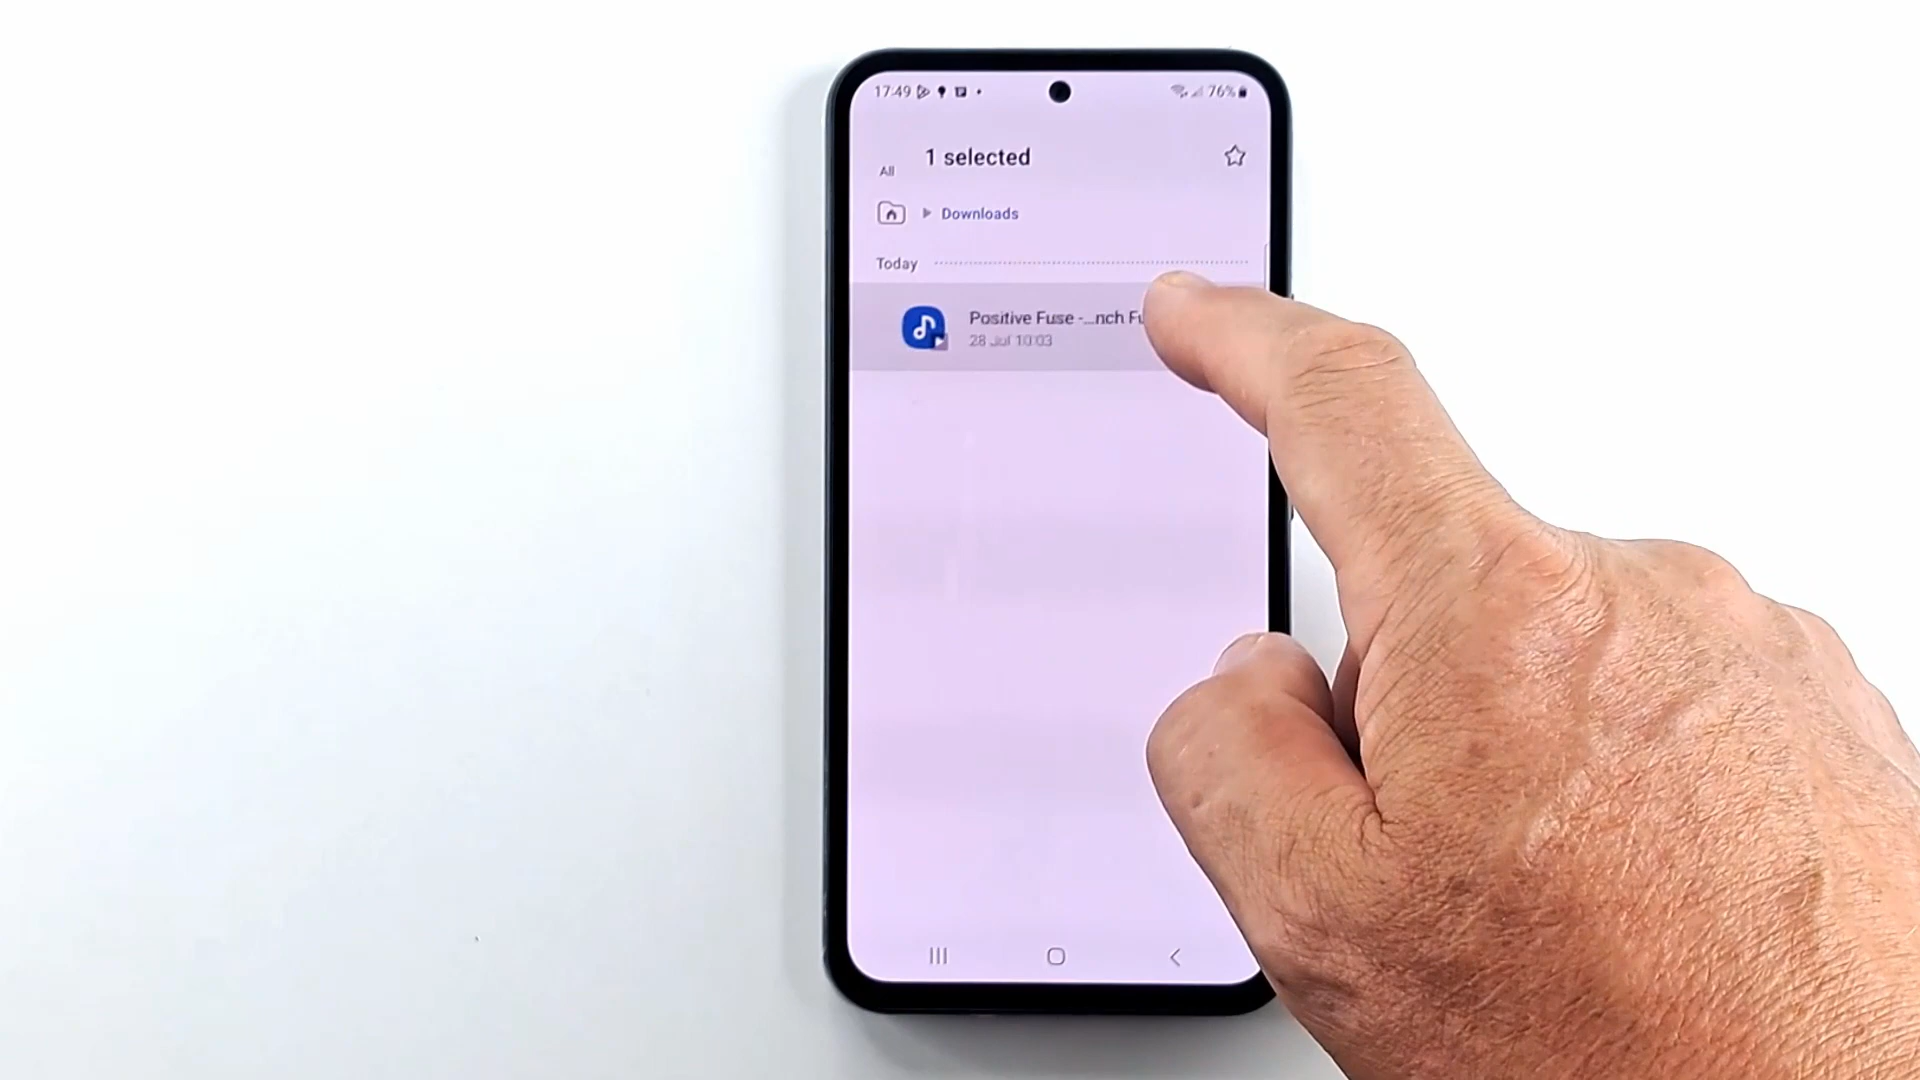 17:49
76%
1 selected
All
Downloads
Today
Positive Fuse -...nch Fu
28 Jul 10:03